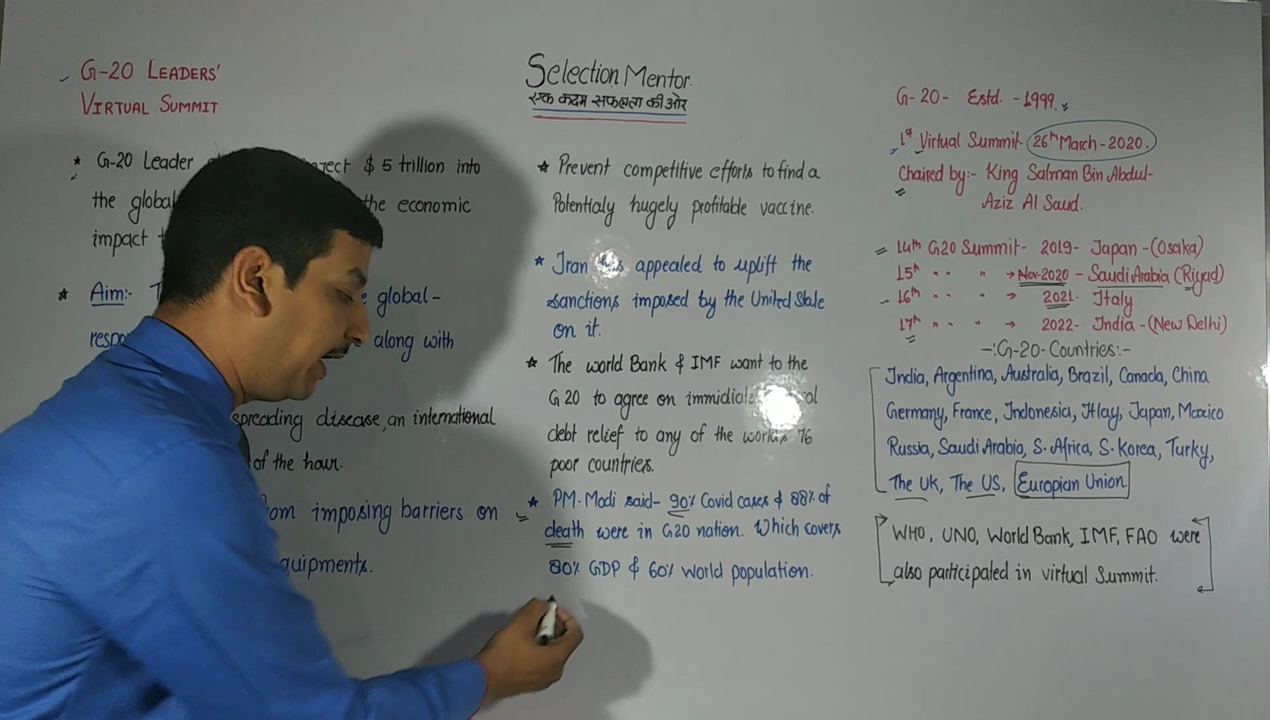 G-20 LEADERS'
VIRTUAL SUMMIT
* G-20 Leader $ 5 trillion into
the global the economic
impact
* Aim:- global-
along with
spreading disease, an international
of the hour.
imposing barriers on
Selection Mentor
एक कदम सफलता की ओर
* Prevent competitive efforts to find a
Potentialy hugely profitable vaccine.
* Iran appealed to uplift the
sanctions imposed by the United State
on it.
* The world Bank & IMF want to the
G20 to agree on
debt relief to any of the 76
poor countries.
* PM. Modi said- 90% Covid cases & 88% of
death were in G20 nation. Which covers
80% GDP & 60% World population.
G-20- Estd. -1999.
1st Virtual Summit- 26th March-2020.
Chaired by:- King Salman Bin Abdul-
Aziz Al Saud.
14th G20 Summit- 2019- Japan-(Osaka)
15th " " " → Nov-2020 - Saudi Arabia (Riyad)
16th " " " → 2021- Italy
17th " " " → 2022- India-(New Delhi)
-:G-20-Countries:-
India, Argentina, Australia, Brazil, Canada, China
Germany, France, Indonesia, Itlay, Japan, Mexico
Russia, Saudi Arabia, S. Africa, S. Korea, Turky,
The Uk, The US, Europian Union
WHO, UNO, World Bank, IMF, FAO were
also participated in virtual Summit.